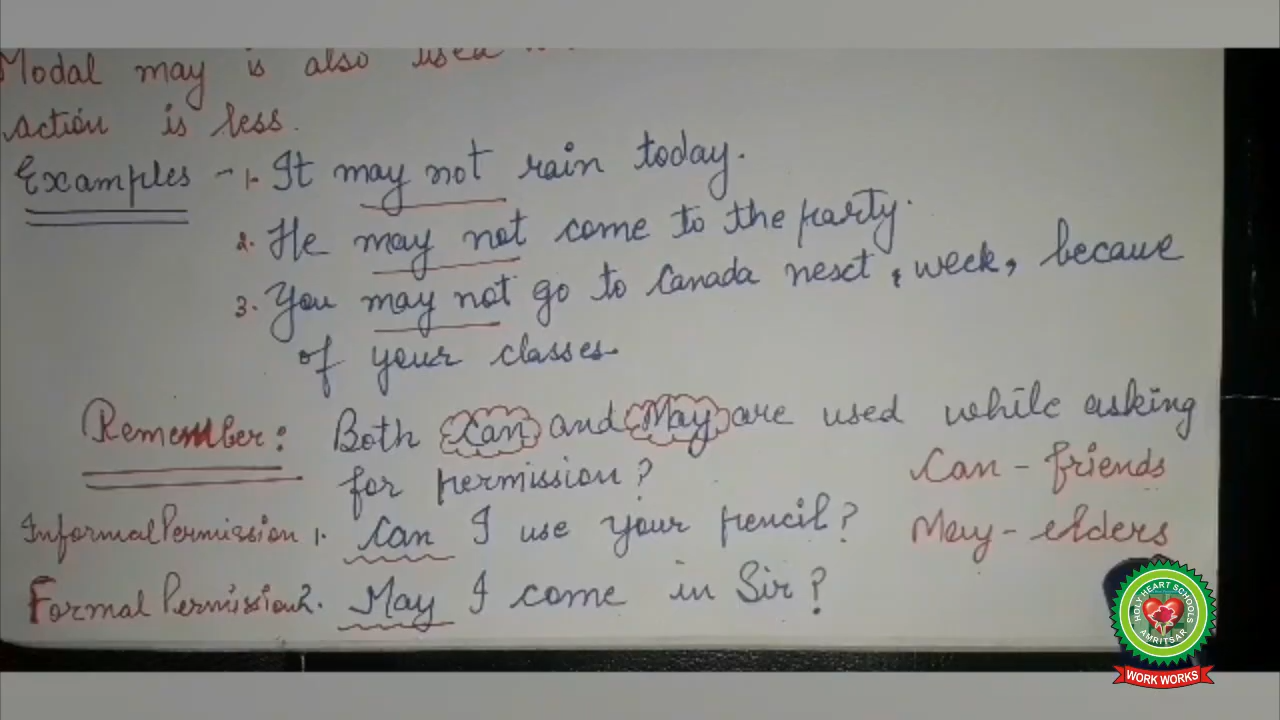 Modal may is also used
action is less.
Examples - 1. It may not rain today.
2. He may not come to the party.
3. You may not go to Canada next, week, because
of your classes.
Remember: Both Can and May are used while asking
for permission?
Can - friends
Informal Permission 1. Can I use your pencil?
May - elders
Formal Permission 2. May I come in Sir?
HOLY HEART SCHOOLS
AMRITSAR
WORK WORKS